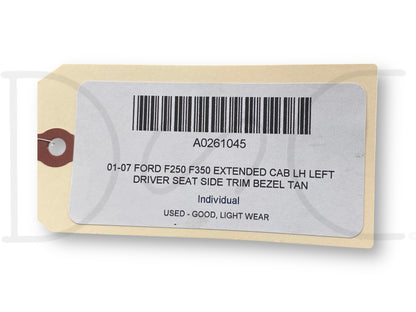 A0261045
01-07 FORD F250 F350 EXTENDED CAB LH LEFT
DRIVER SEAT SIDE TRIM BEZEL TAN
Individual
USED - GOOD, LIGHT WEAR